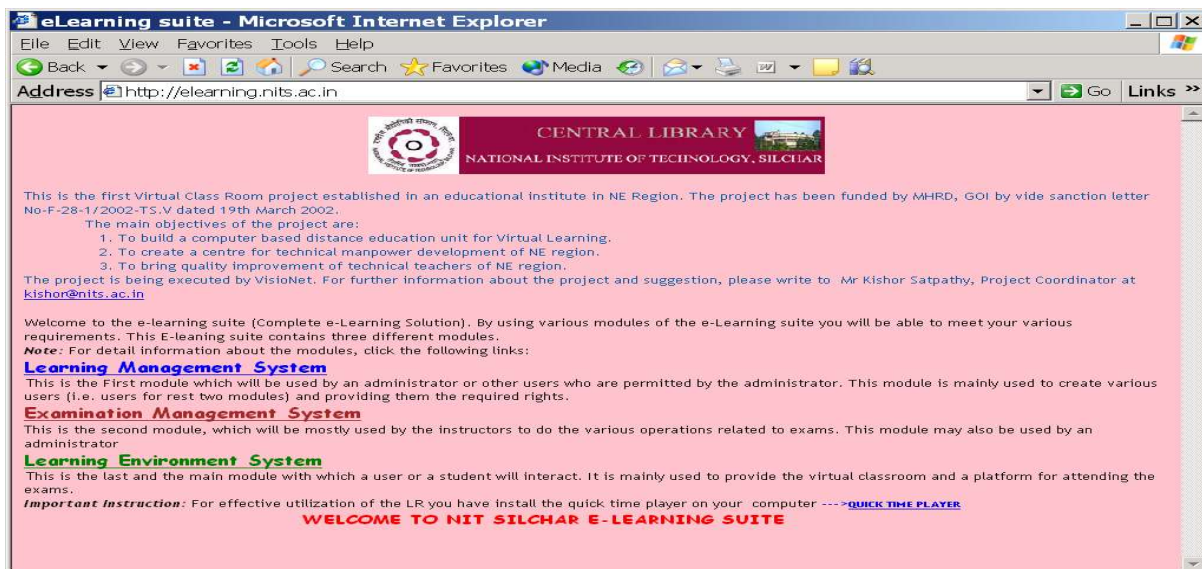 eLearning suite - Microsoft Internet Explorer
File Edit View Favorites Tools Help
Back Search Favorites Media
Address http://elearning.nits.ac.in Go Links »
CENTRAL LIBRARY
NATIONAL INSTITUTE OF TECHNOLOGY, SILCHAR
This is the first Virtual Class Room project established in an educational institute in NE Region. The project has been funded by MHRD, GOI by vide sanction letter
No-F-28-1/2002-TS.V dated 19th March 2002.
The main objectives of the project are:
1. To build a computer based distance education unit for Virtual Learning.
2. To create a centre for technical manpower development of NE region.
3. To bring quality improvement of technical teachers of NE region.
The project is being executed by VisioNet. For further information about the project and suggestion, please write to Mr Kishor Satpathy, Project Coordinator at
kishor@nits.ac.in
Welcome to the e-learning suite (Complete e-Learning Solution). By using various modules of the e-Learning suite you will be able to meet your various
requirements. This E-leaning suite contains three different modules.
Note: For detail information about the modules, click the following links:
Learning Management System
This is the First module which will be used by an administrator or other users who are permitted by the administrator. This module is mainly used to create various
users (i.e. users for rest two modules) and providing them the required rights.
Examination Management System
This is the second module, which will be mostly used by the instructors to do the various operations related to exams. This module may also be used by an
administrator
Learning Environment System
This is the last and the main module with which a user or a student will interact. It is mainly used to provide the virtual classroom and a platform for attending the
exams.
Important Instruction: For effective utilization of the LR you have install the quick time player on your computer --->QUICK TIME PLAYER
WELCOME TO NIT SILCHAR E-LEARNING SUITE